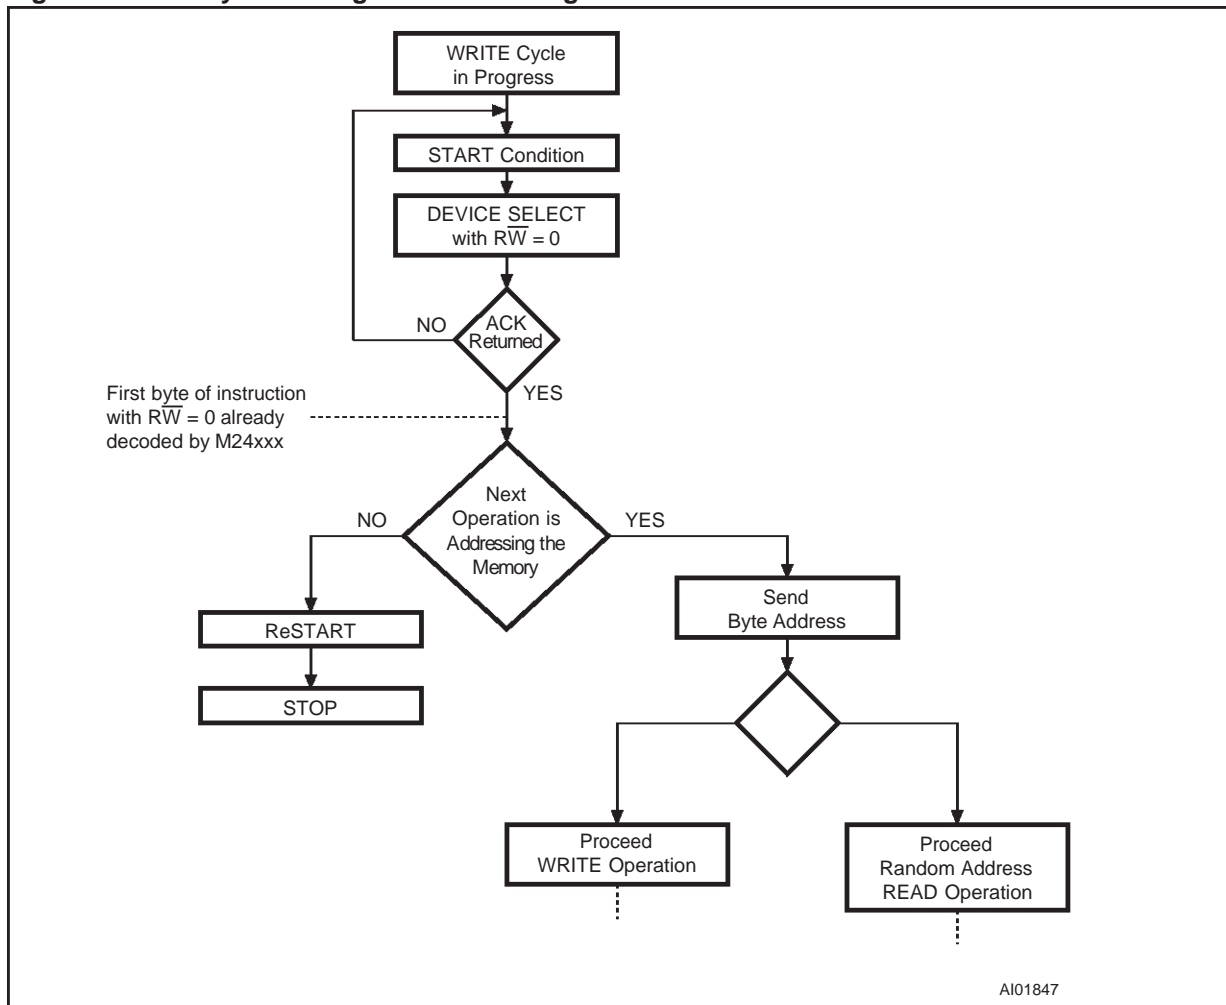 WRITE Cycle
in Progress
START Condition
DEVICE SELECT
with RW̅ = 0
NO
ACK
Returned
YES
First byte of instruction
with RW̅ = 0 already
decoded by M24xxx
NO
Next
Operation is
Addressing the
Memory
YES
Send
Byte Address
ReSTART
STOP
Proceed
WRITE Operation
Proceed
Random Address
READ Operation
AI01847